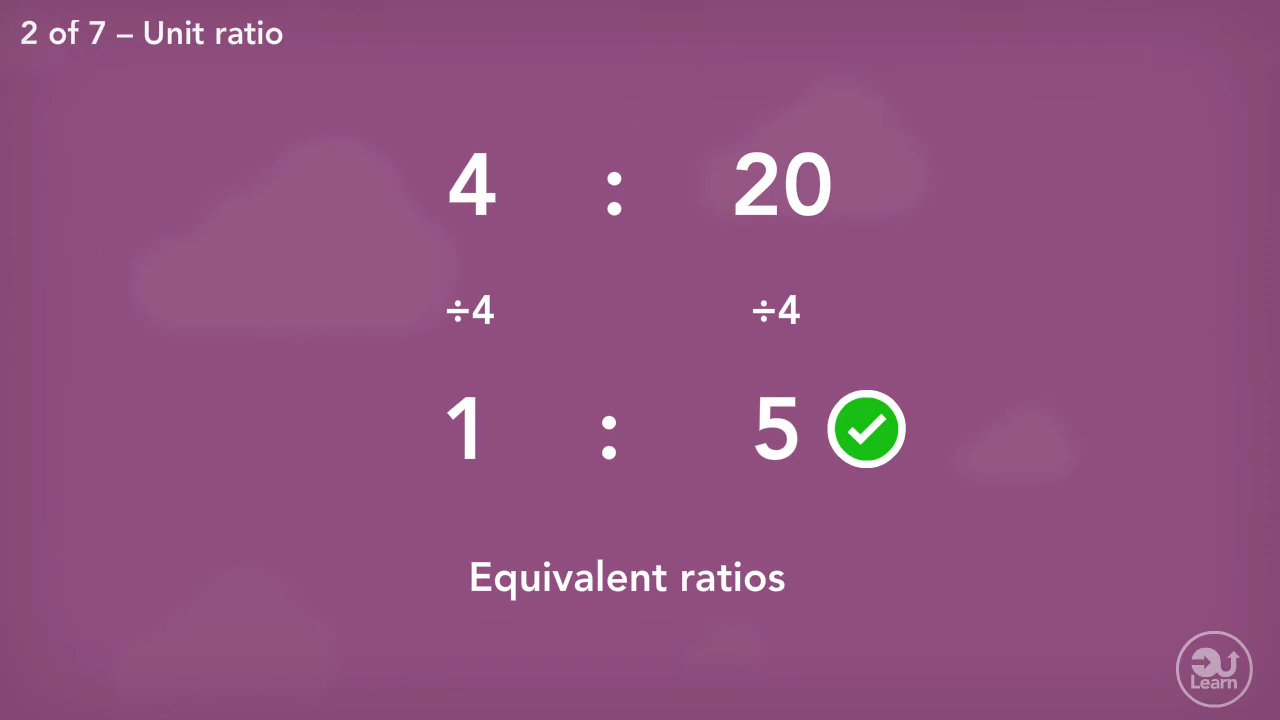 2 of 7 – Unit ratio
4 : 20
÷4 ÷4
1 : 5
Equivalent ratios
Learn